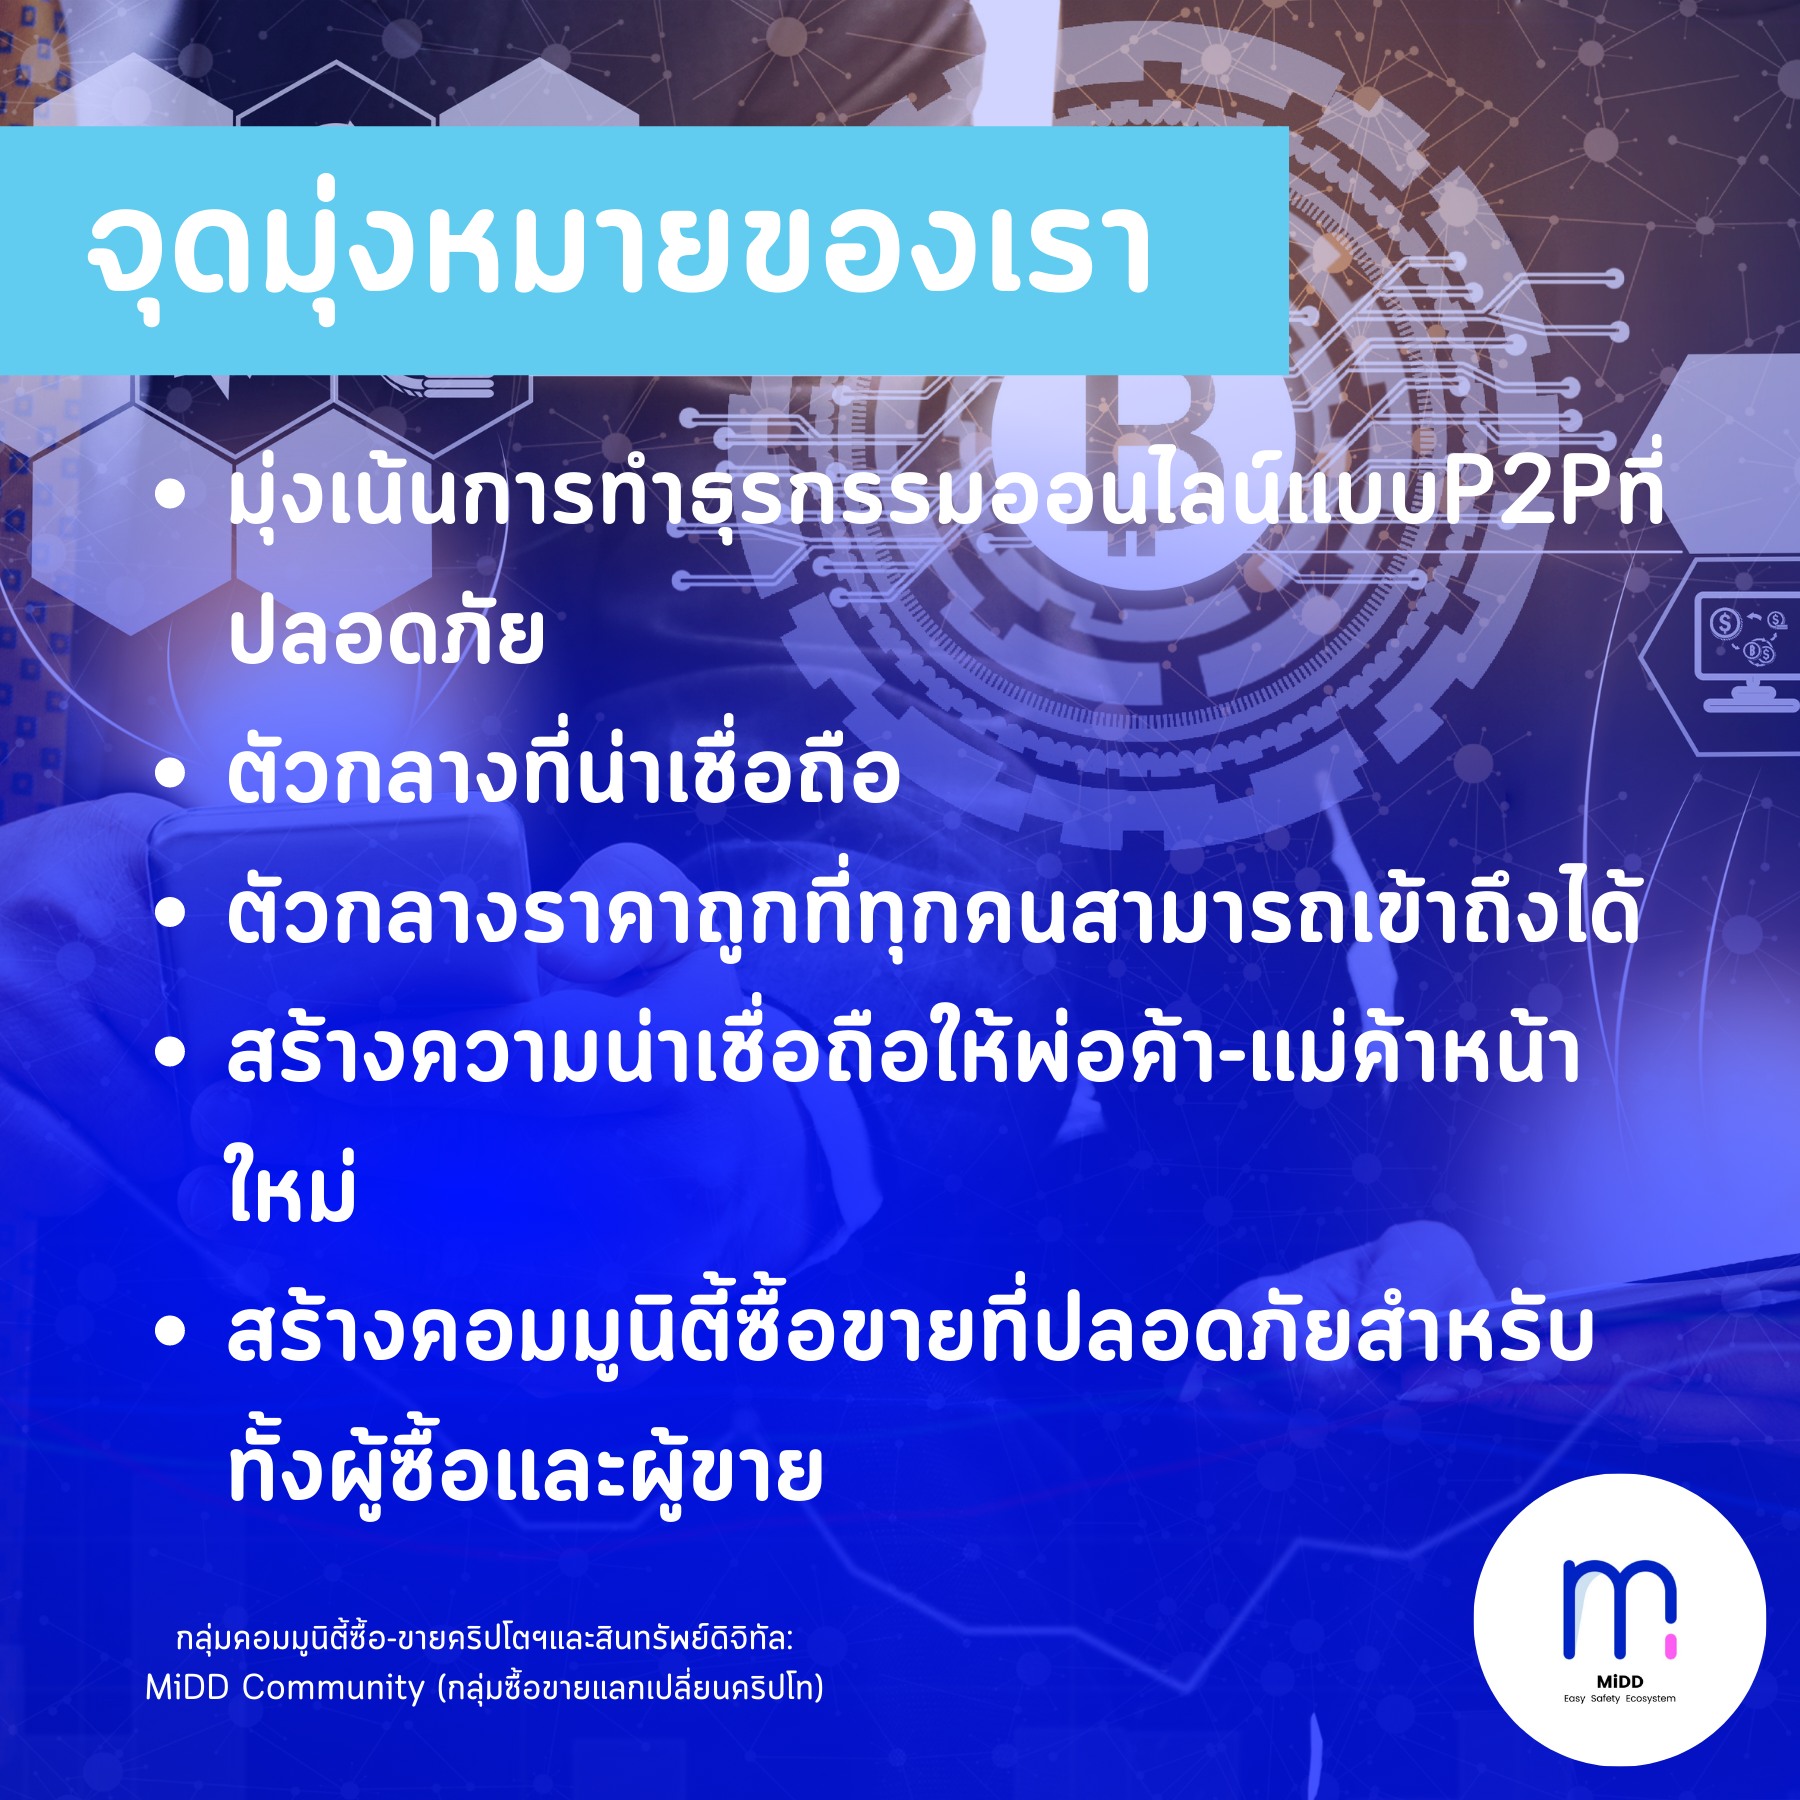 จุดมุ่งหมายของเรา
• มุ่งเน้นการทำธุรกรรมออนไลน์แบบP2Pที่
ปลอดภัย
• ตัวกลางที่น่าเชื่อถือ
• ตัวกลางราคาถูกที่ทุกคนสามารถเข้าถึงได้
• สร้างความน่าเชื่อถือให้พ่อค้า-แม่ค้าหน้า
ใหม่
• สร้างคอมมูนิตี้ซื้อขายที่ปลอดภัยสำหรับ
ทั้งผู้ซื้อและผู้ขาย
กลุ่มคอมมูนิตี้ซื้อ-ขายคริปโตฯและสินทรัพย์ดิจิทัล:
MiDD Community (กลุ่มซื้อขายแลกเปลี่ยนคริปโท)
m
MiDD
Easy Safety Ecosystem